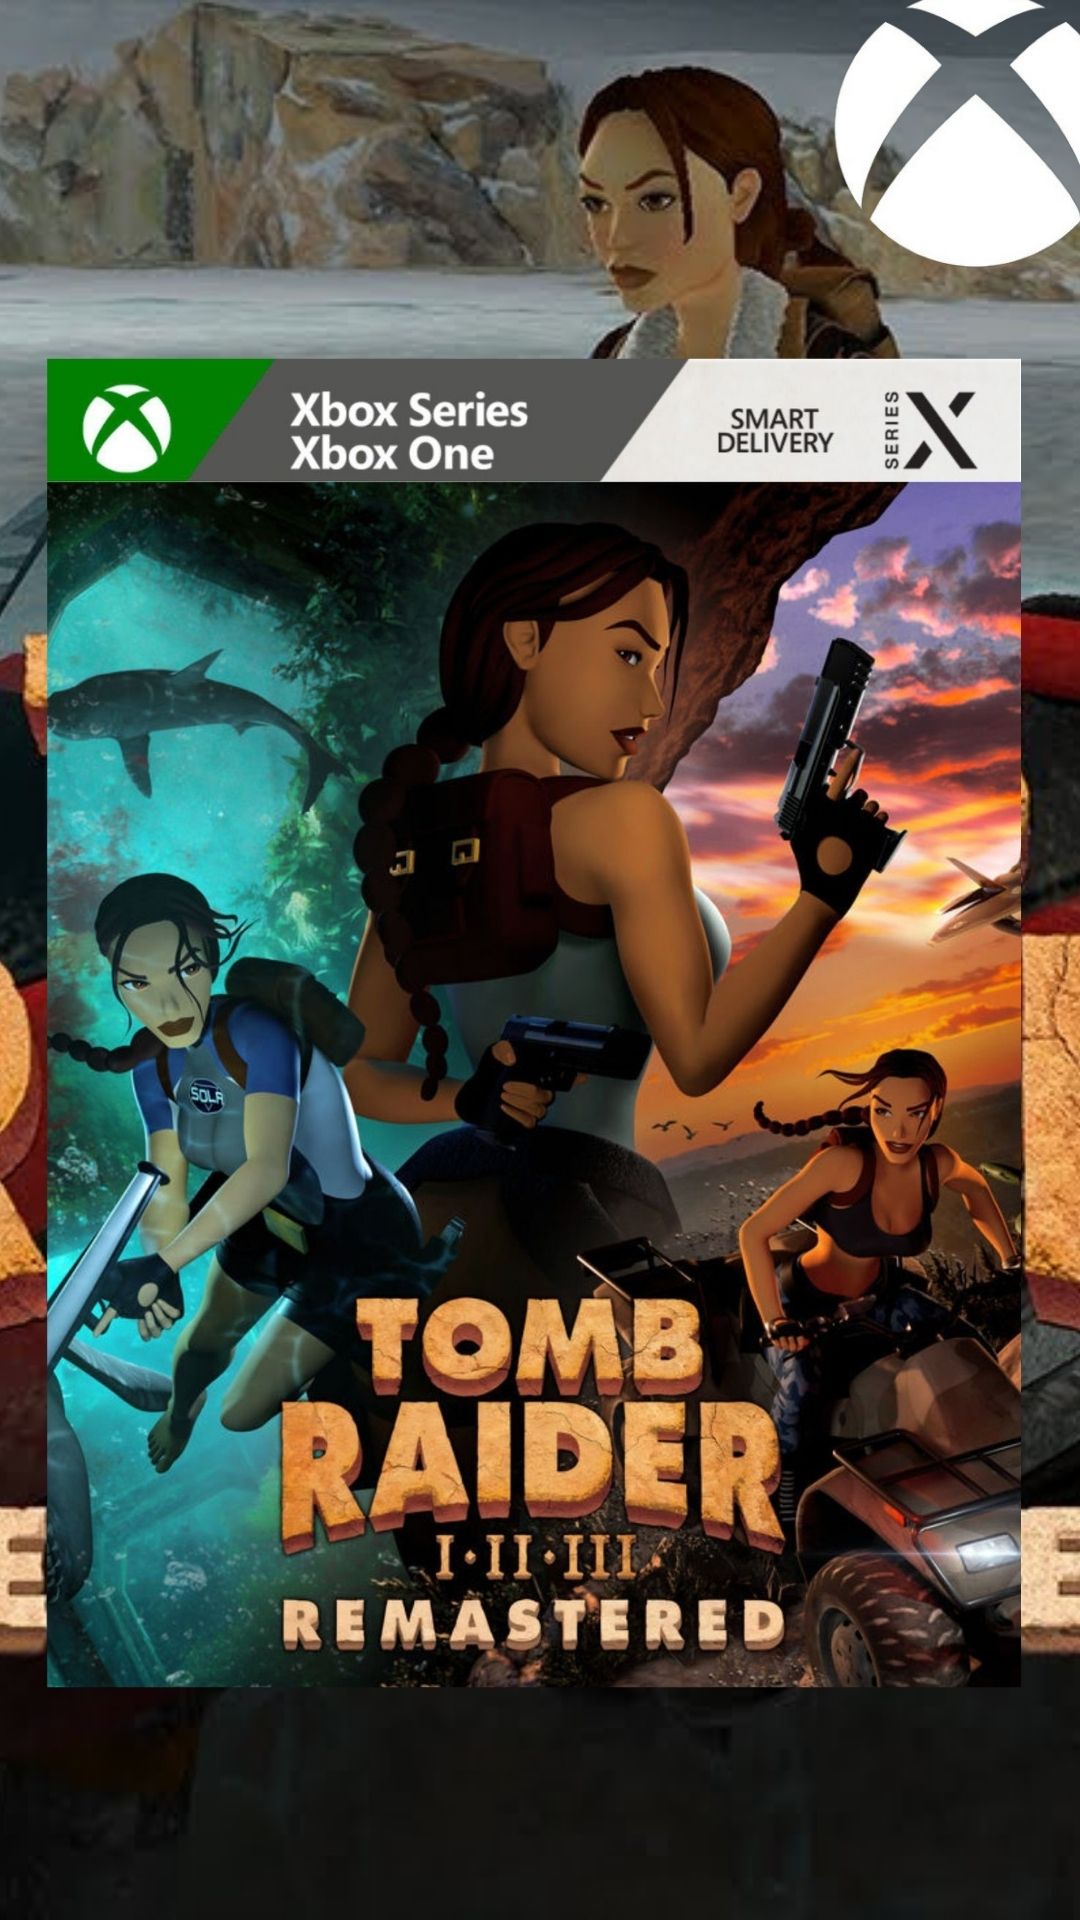 Xbox Series
Xbox One
SMART
DELIVERY
SERIES X
SOLA
TOMB
RAIDER
I•II•III
REMASTERED
E
E